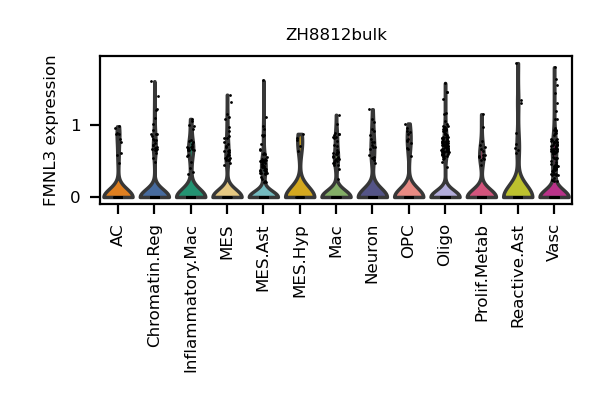 ZH8812bulk
FMNL3 expression
1
0
AC
Chromatin.Reg
Inflammatory.Mac
MES
MES.Ast
MES.Hyp
Mac
Neuron
OPC
Oligo
Prolif.Metab
Reactive.Ast
Vasc